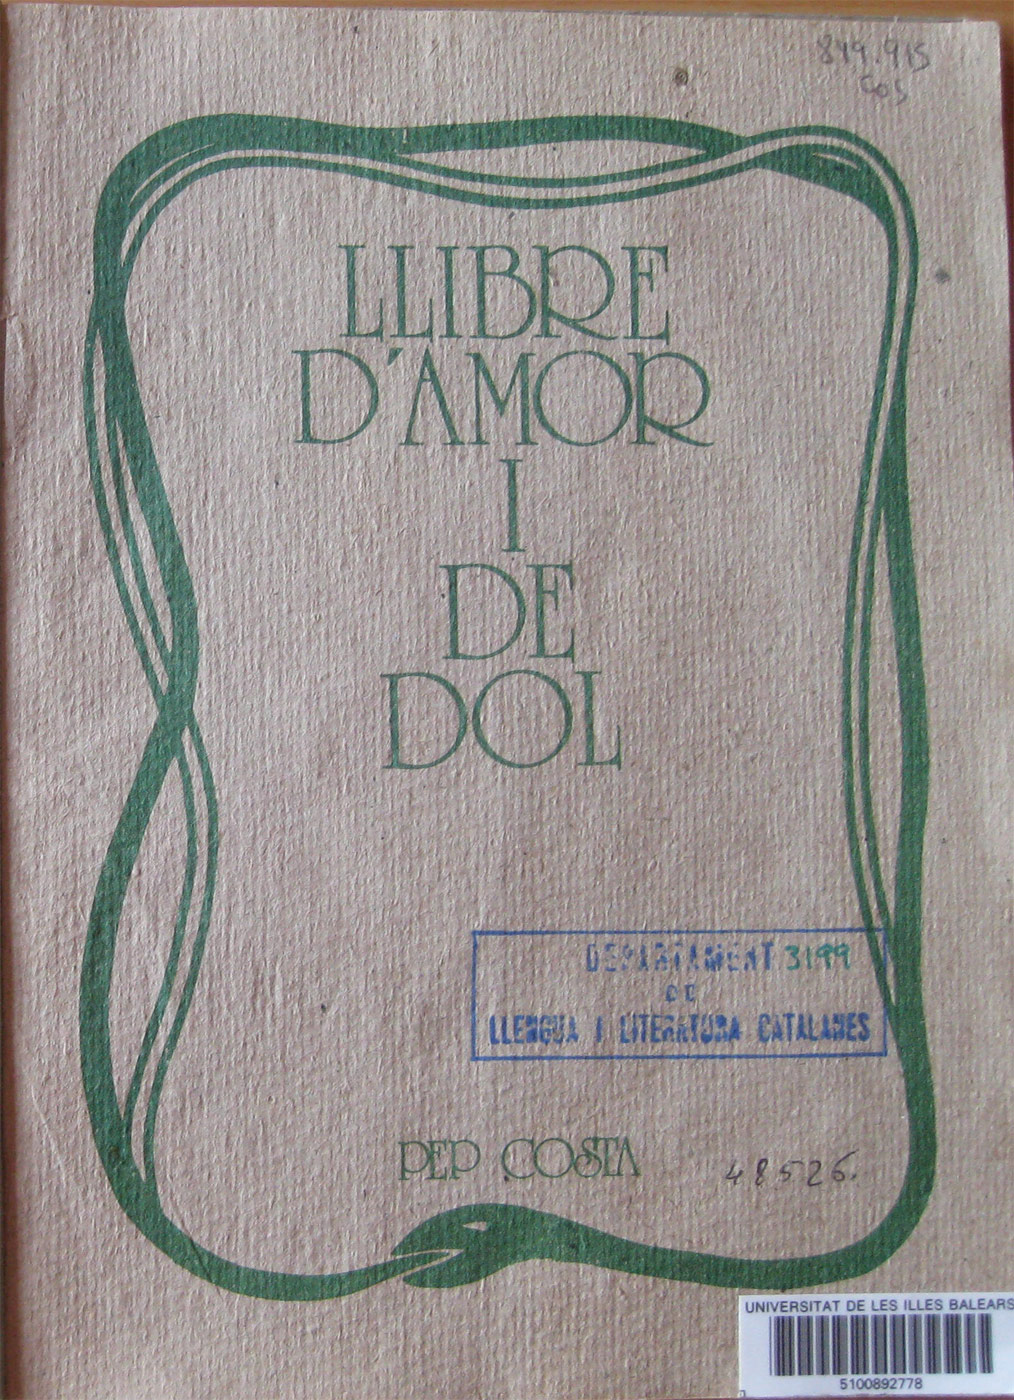 849.915
Cos
LLIBRE
D'AMOR
I
DE
DOL
DEPARTAMENT 3199
DE
LLENGUA I LITERATURA CATALANES
PEP COSTA
48526.
UNIVERSITAT DE LES ILLES BALEARS
5100892778